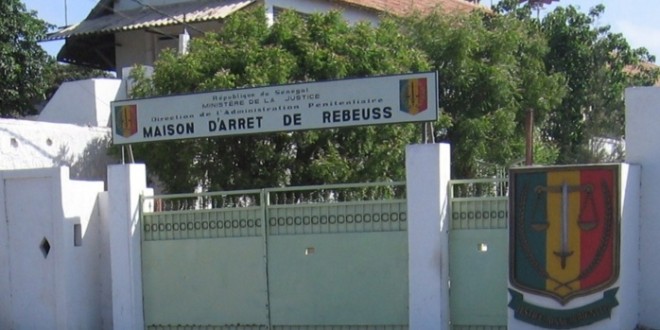 République du Sénégal
MINISTÈRE DE LA JUSTICE
Direction de l'Administration Pénitentiaire
MAISON D'ARRET DE REBEUSS